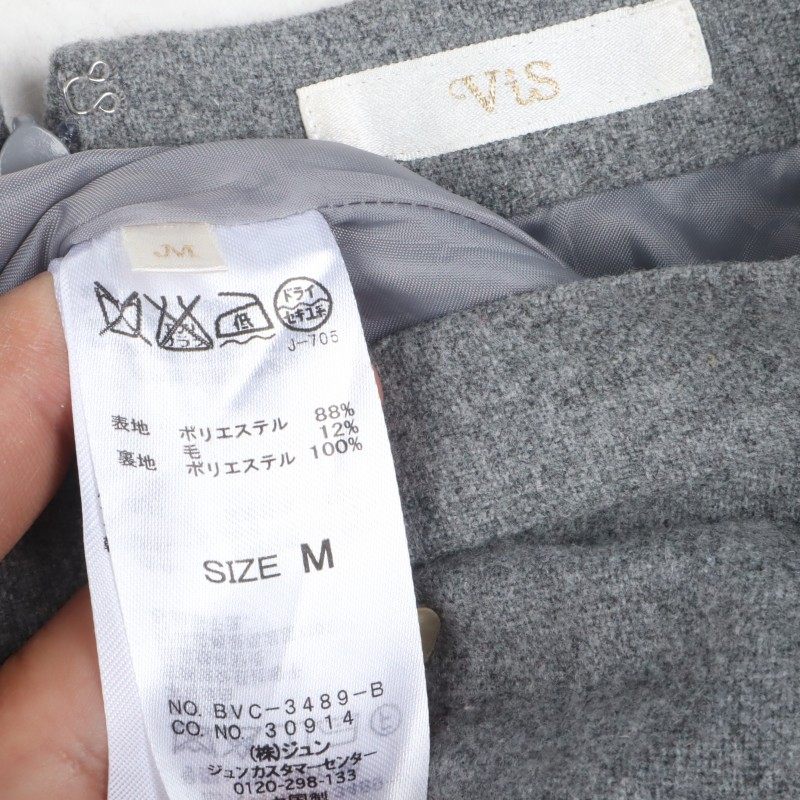 ViS
JM
低
ドライ
セキユ系
J-705
表地 ポリエステル 88%
毛 12%
裏地 ポリエステル 100%
SIZE M
NO. BVC-3489-B
CO. NO. 30914
(株)ジュン
ジュンカスタマーセンター
0120-298-133
中国製